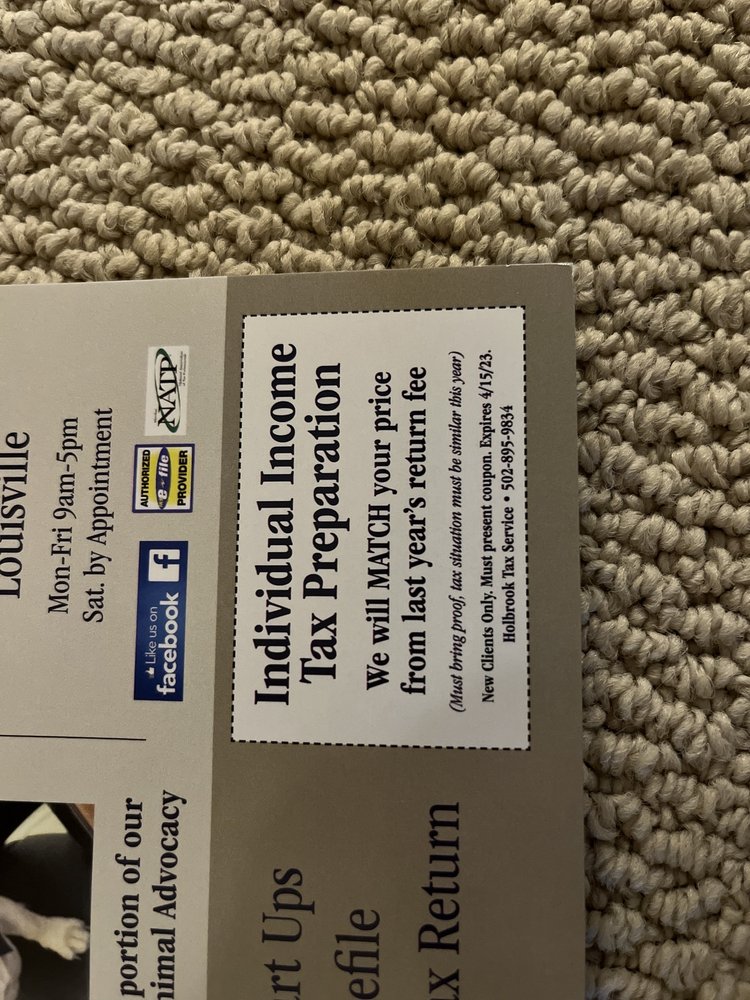 Louisville
Mon-Fri 9am-5pm
Sat. by Appointment
Like us on
facebook
f
AUTHORIZED
e file
PROVIDER
NATP
portion of our
nimal Advocacy
Individual Income
Tax Preparation
We will MATCH your price
from last year's return fee
(Must bring proof, tax situation must be similar this year)
New Clients Only. Must present coupon. Expires 4/15/23.
Holbrook Tax Service • 502-895-9834
rt Ups
efile
x Return